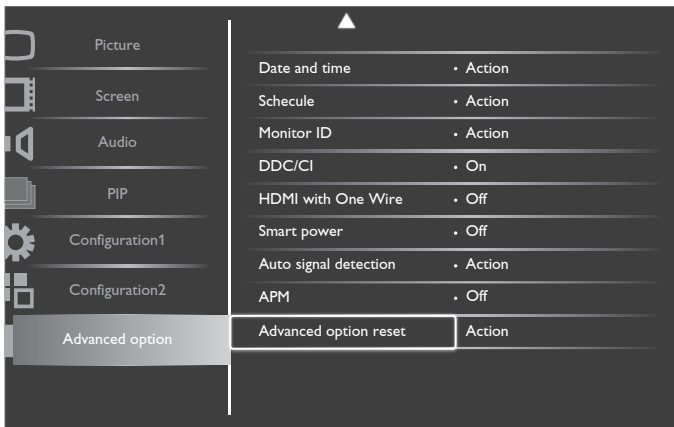 Picture
Screen
Audio
PIP
Configuration1
Configuration2
Advanced option
Date and time • Action
Schecule • Action
Monitor ID • Action
DDC/CI • On
HDMI with One Wire • Off
Smart power • Off
Auto signal detection • Action
APM • Off
Advanced option reset Action